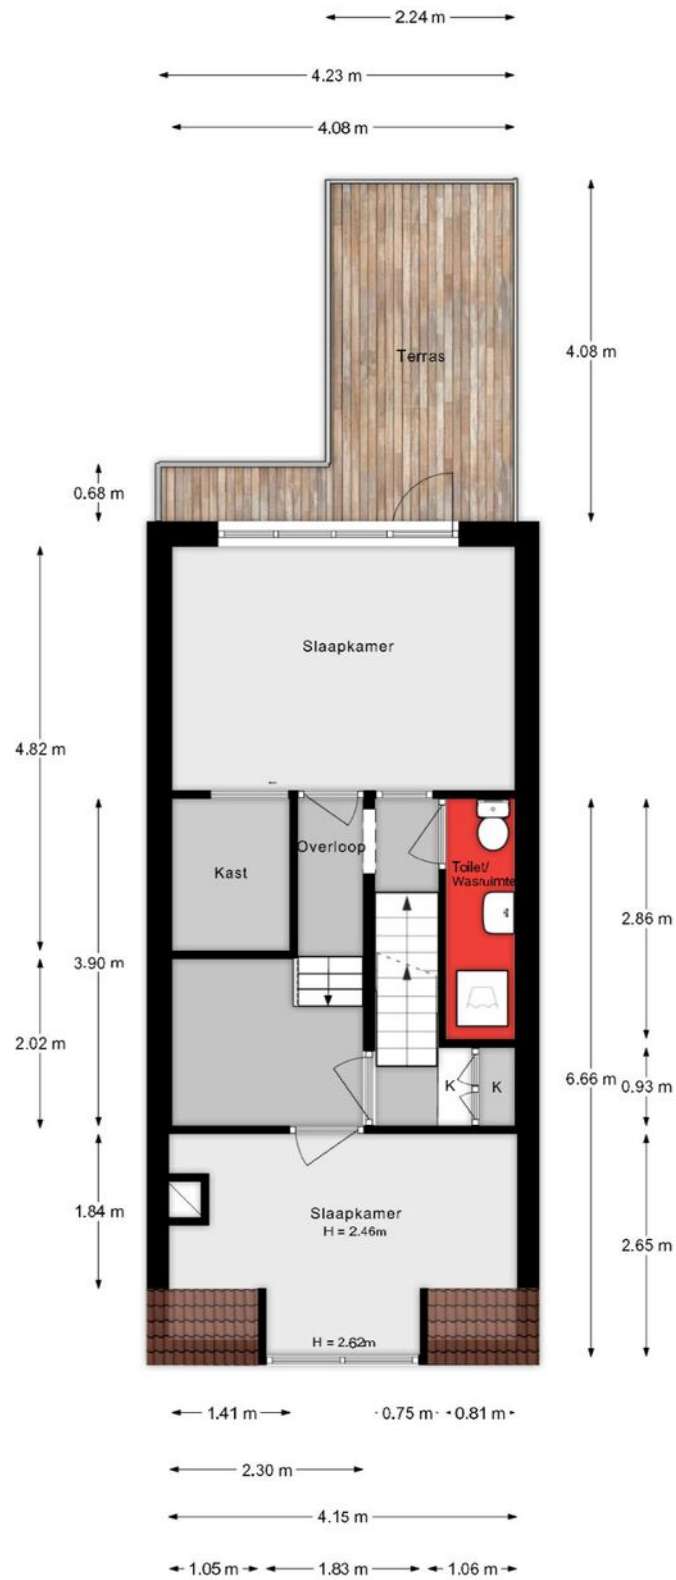 2.24 m
4.23 m
4.08 m
Terras
4.08 m
0.68 m
Slaapkamer
4.82 m
Overloop
Kast
Toilet/
Wasruimte
2.86 m
3.90 m
2.02 m
6.66 m
K
K
0.93 m
1.84 m
Slaapkamer
H = 2.46m
2.65 m
H = 2.62m
1.41 m
0.75 m
0.81 m
2.30 m
4.15 m
1.05 m
1.83 m
1.06 m